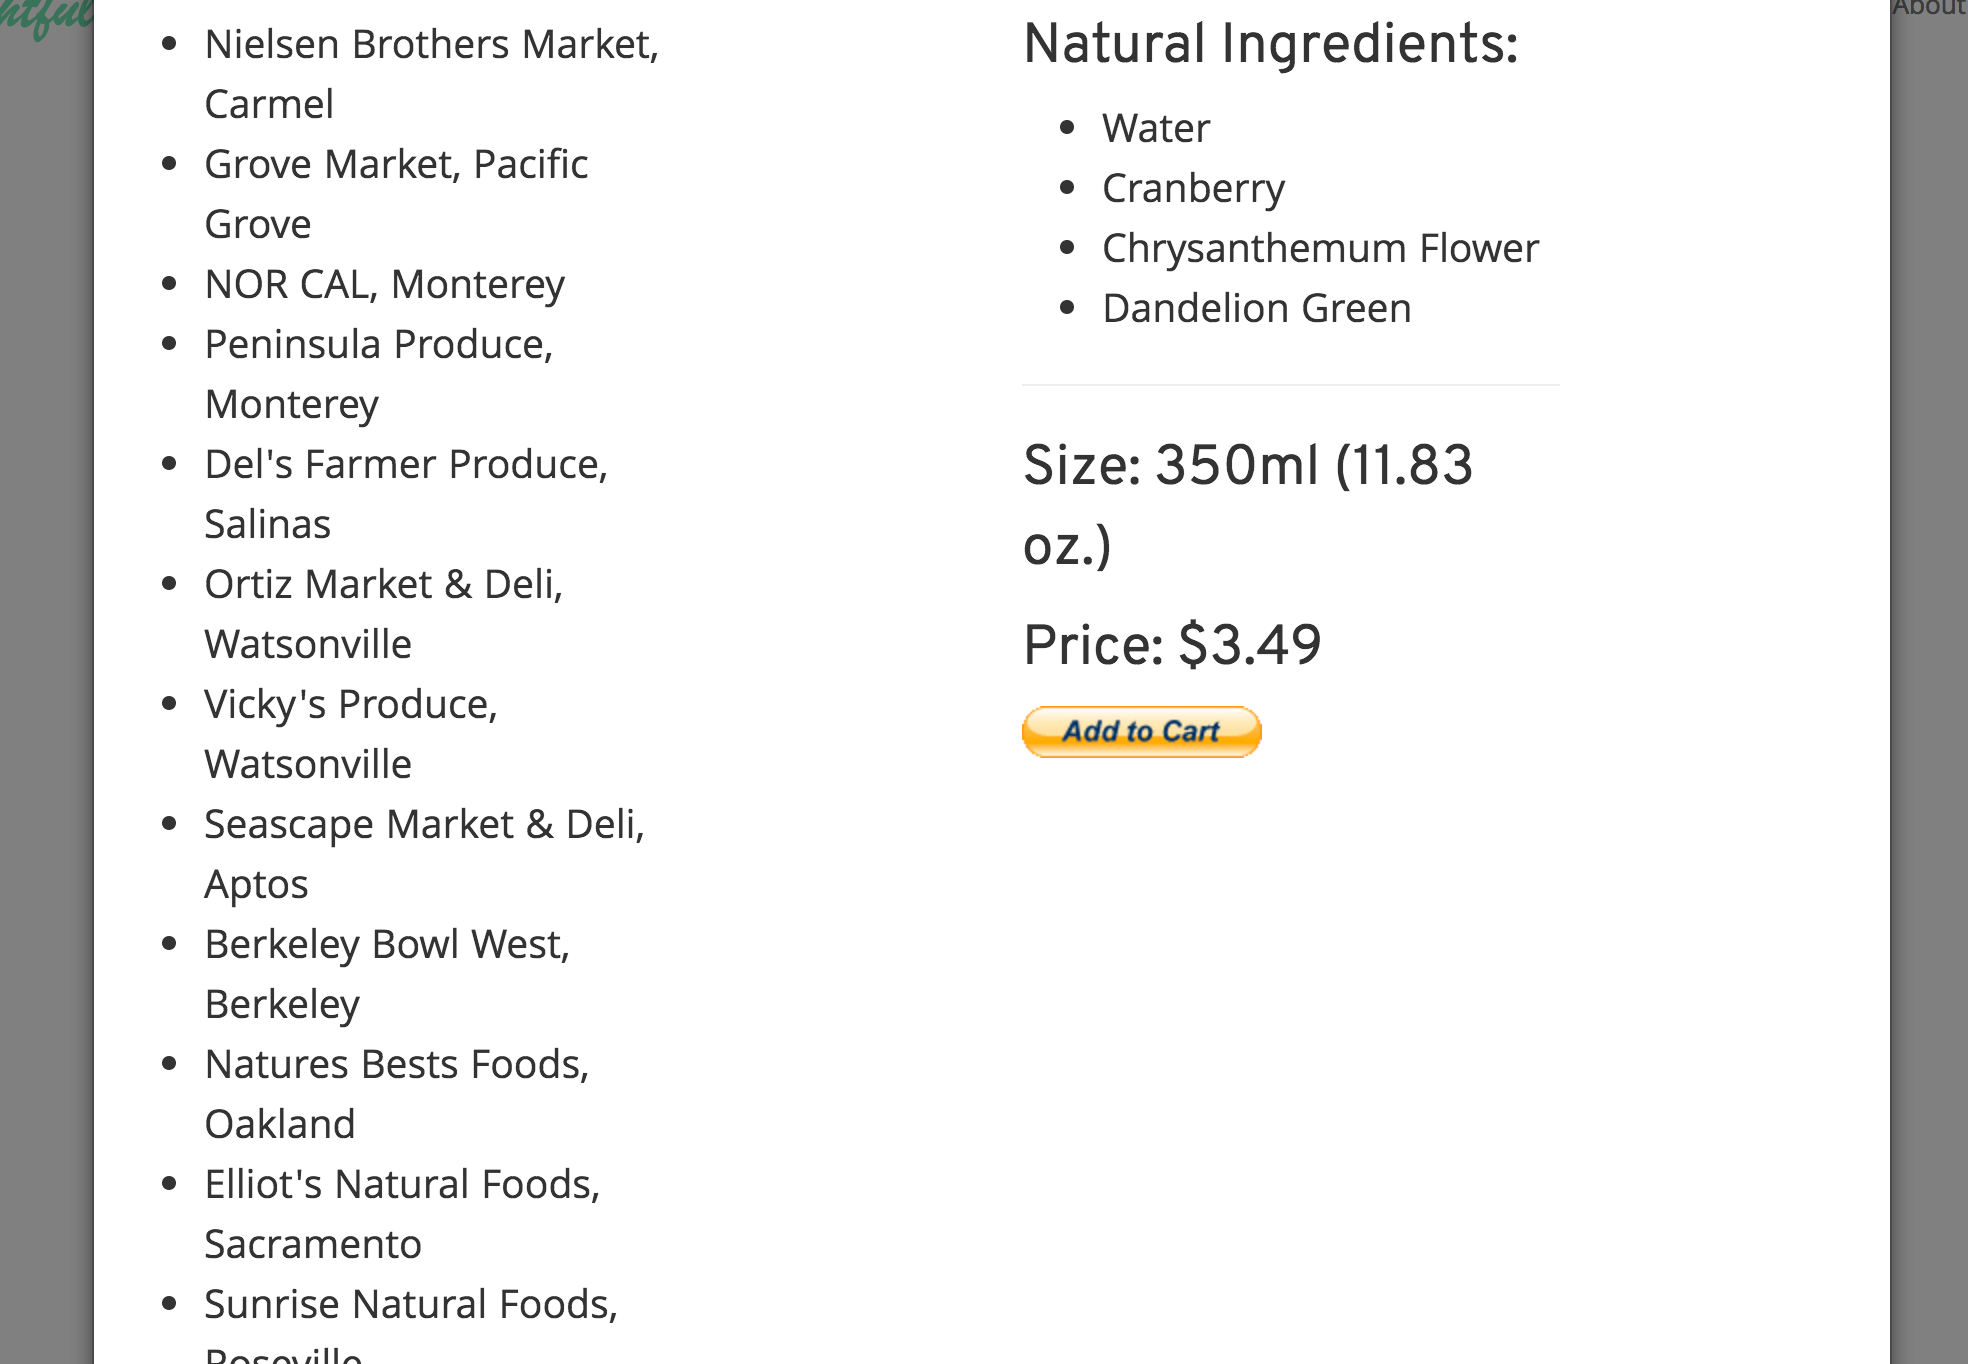 About
Nielsen Brothers Market,
Carmel
Grove Market, Pacific
Grove
NOR CAL, Monterey
Peninsula Produce,
Monterey
Del's Farmer Produce,
Salinas
Ortiz Market & Deli,
Watsonville
Vicky's Produce,
Watsonville
Seascape Market & Deli,
Aptos
Berkeley Bowl West,
Berkeley
Natures Bests Foods,
Oakland
Elliot's Natural Foods,
Sacramento
Sunrise Natural Foods,
Roseville
Natural Ingredients:
Water
Cranberry
Chrysanthemum Flower
Dandelion Green
Size: 350ml (11.83
oz.)
Price: $3.49
Add to Cart